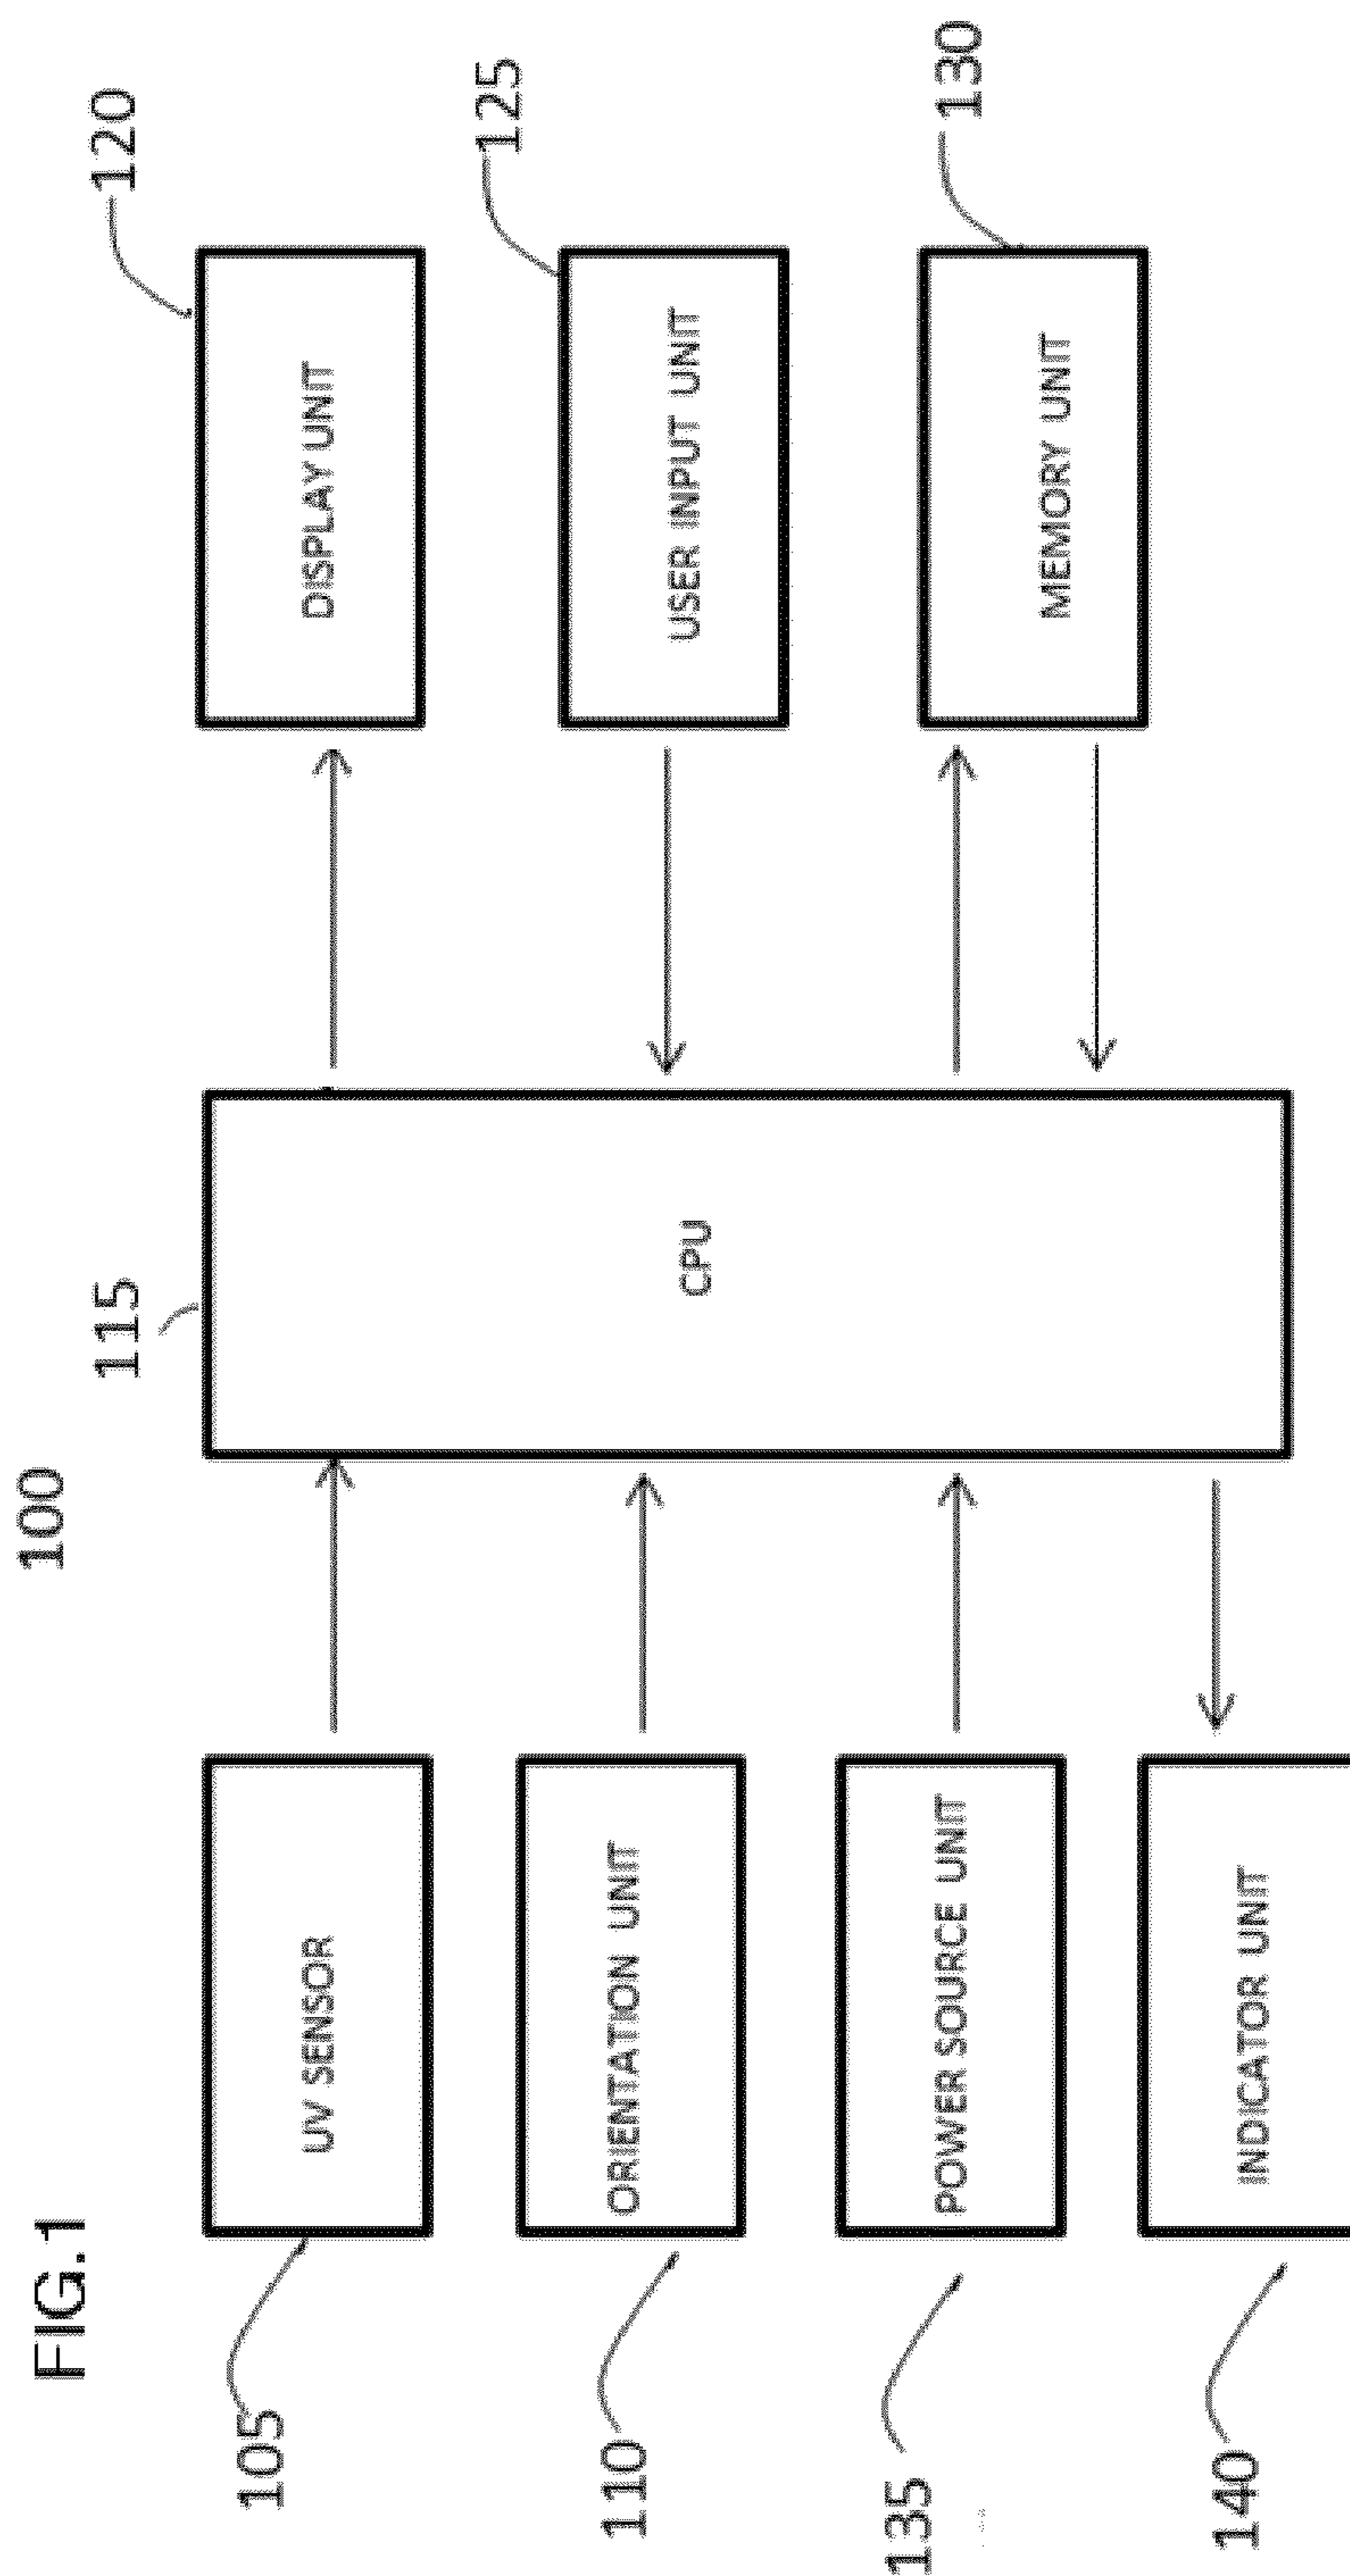 FIG.1
100
115
120
105
UV SENSOR
DISPLAY UNIT
125
110
ORIENTATION UNIT
CPU
USER INPUT UNIT
130
135
POWER SOURCE UNIT
MEMORY UNIT
140
INDICATOR UNIT